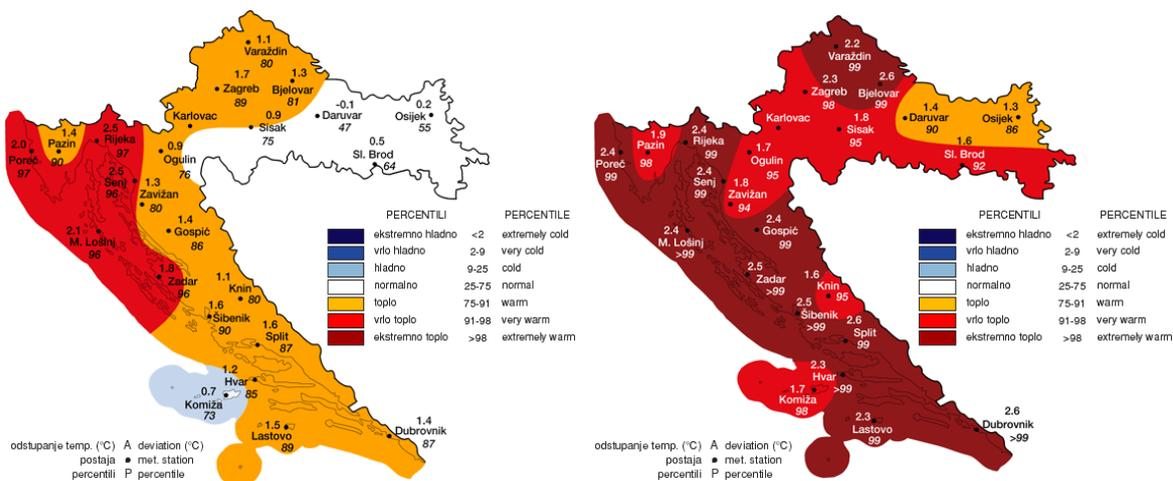 1.1
Varaždin
80
1.7
Zagreb
89
1.3
Bjelovar
81
Karlovac
0.9
Sisak
75
-0.1
Daruvar
47
0.2
Osijek
55
0.5
Sl. Brod
64
2.0
Poreč
97
1.4
Pazin
90
2.5
Rijeka
97
0.9
Ogulin
76
2.5
Senj
96
1.3
Zavižan
80
1.4
Gospić
86
2.1
M. Lošinj
96
1.8
Zadar
96
1.1
Knin 80
1.6
Šibenik
90
1.6
Split
87
1.2
Hvar
85
0.7
Komiža
73
1.5
Lastovo
89
1.4
Dubrovnik
87
PERCENTILI PERCENTILE
ekstremno hladno <2 extremely cold
vrlo hladno 2-9 very cold
hladno 9-25 cold
normalno 25-75 normal
toplo 75-91 warm
vrlo toplo 91-98 very warm
ekstremno toplo >98 extremely warm
odstupanje temp. (°C) A deviation (°C)
postaja met. station
percentili P percentile
2.2
Varaždin
99
2.3
Zagreb
98
2.6
Bjelovar
99
Karlovac
1.8
Sisak
95
1.4
Daruvar
90
1.3
Osijek
86
1.6
Sl. Brod
92
2.4
Poreč
99
1.9
Pazin
98
2.4
Rijeka
99
1.7
Ogulin
95
2.4
Senj
99
1.8
Zavižan
94
2.4
Gospić
99
2.4
M. Lošinj
>99
2.5
Zadar
>99
1.6
Knin
95
2.5
Šibenik
>99
2.6
Split
99
2.3
Hvar
>99
1.7
Komiža
98
2.3
Lastovo
99
2.6
Dubrovnik
>99
PERCENTILI PERCENTILE
ekstremno hladno <2 extremely cold
vrlo hladno 2-9 very cold
hladno 9-25 cold
normalno 25-75 normal
toplo 75-91 warm
vrlo toplo 91-98 very warm
ekstremno toplo >98 extremely warm
odstupanje temp. (°C) A deviation (°C)
postaja met. station
percentili P percentile